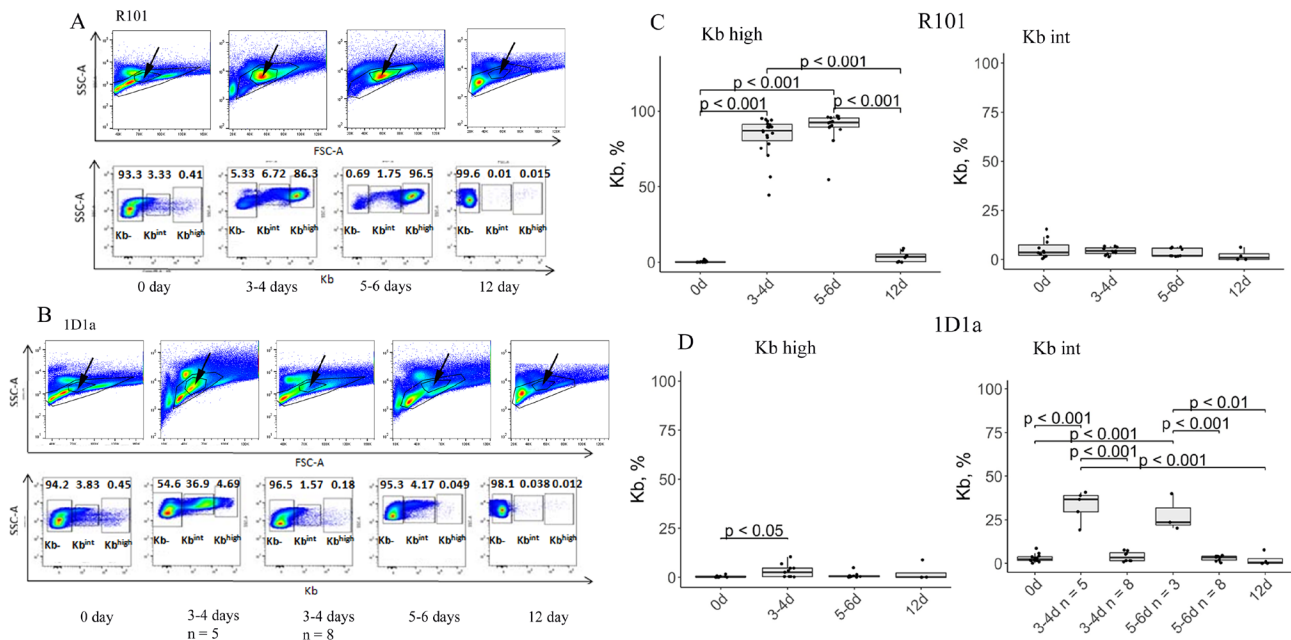 A
R101
SSC-A
FSC-A
93.3 3.33 0.41
5.33 6.72 86.3
0.69 1.75 96.5
99.6 0.01 0.015
SSC-A
Kb- Kbint Kbhigh
Kb- Kbint Kbhigh
Kb- Kbint Kbhigh
Kb- Kbint Kbhigh
Kb
0 day
3-4 days
5-6 days
12 day
B
1D1a
SSC-A
FSC-A
94.2 3.83 0.45
54.6 36.9 4.69
96.5 1.57 0.18
95.3 4.17 0.049
98.1 0.038 0.012
SSC-A
Kb- Kbint Kbhigh
Kb- Kbint Kbhigh
Kb- Kbint Kbhigh
Kb- Kbint Kbhigh
Kb- Kbint Kbhigh
Kb
0 day
3-4 days
n = 5
3-4 days
n = 8
5-6 days
12 day
C
R101
Kb high
p < 0.001
p < 0.001
p < 0.001 p < 0.001
Kb, %
100
50
0
0d
3-4d
5-6d
12d
Kb int
Kb, %
100
75
50
25
0
0d
3-4d
5-6d
12d
D
1D1a
Kb high
Kb, %
100
75
50
25
0
p < 0.05
0d
3-4d
5-6d
12d
Kb int
Kb, %
100
75
50
25
0
p < 0.01
p < 0.001 p < 0.001
p < 0.001
p < 0.001
p < 0.001
0d
3-4d n = 5
3-4d n = 8
5-6d n = 3
5-6d n = 8
12d